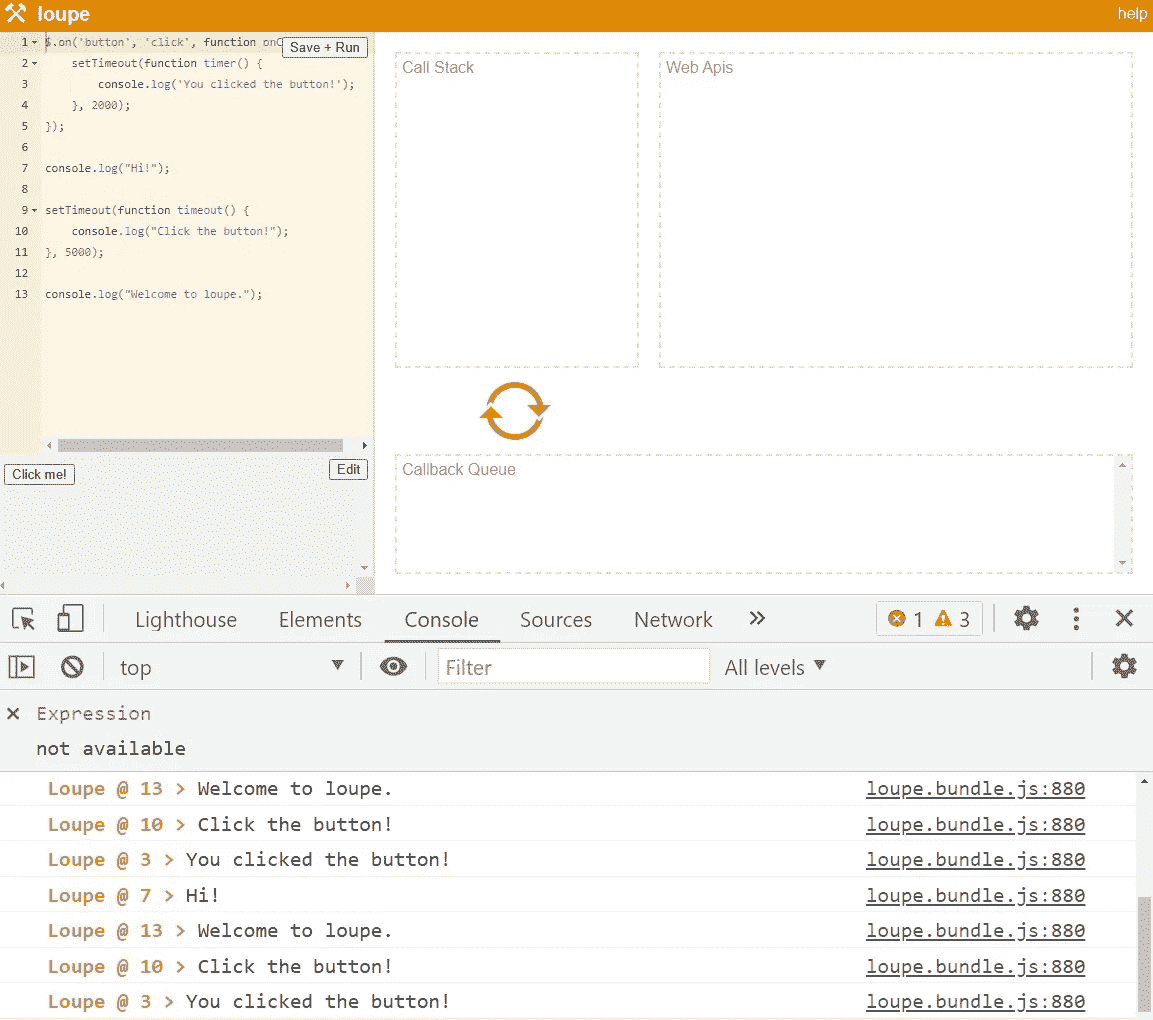 loupe
help
1 $.on('button', 'click', function onC
Save + Run
2 setTimeout(function timer() {
3 console.log('You clicked the button!');
4 }, 2000);
5 });
6
7 console.log("Hi!");
8
9 setTimeout(function timeout() {
10 console.log("Click the button!");
11 }, 5000);
12
13 console.log("Welcome to loupe.");
Click me!
Edit
Call Stack
Web Apis
Callback Queue
Lighthouse Elements Console Sources Network » 1 3
top Filter All levels
Expression
not available
Loupe @ 13 > Welcome to loupe. loupe.bundle.js:880
Loupe @ 10 > Click the button! loupe.bundle.js:880
Loupe @ 3 > You clicked the button! loupe.bundle.js:880
Loupe @ 7 > Hi! loupe.bundle.js:880
Loupe @ 13 > Welcome to loupe. loupe.bundle.js:880
Loupe @ 10 > Click the button! loupe.bundle.js:880
Loupe @ 3 > You clicked the button! loupe.bundle.js:880